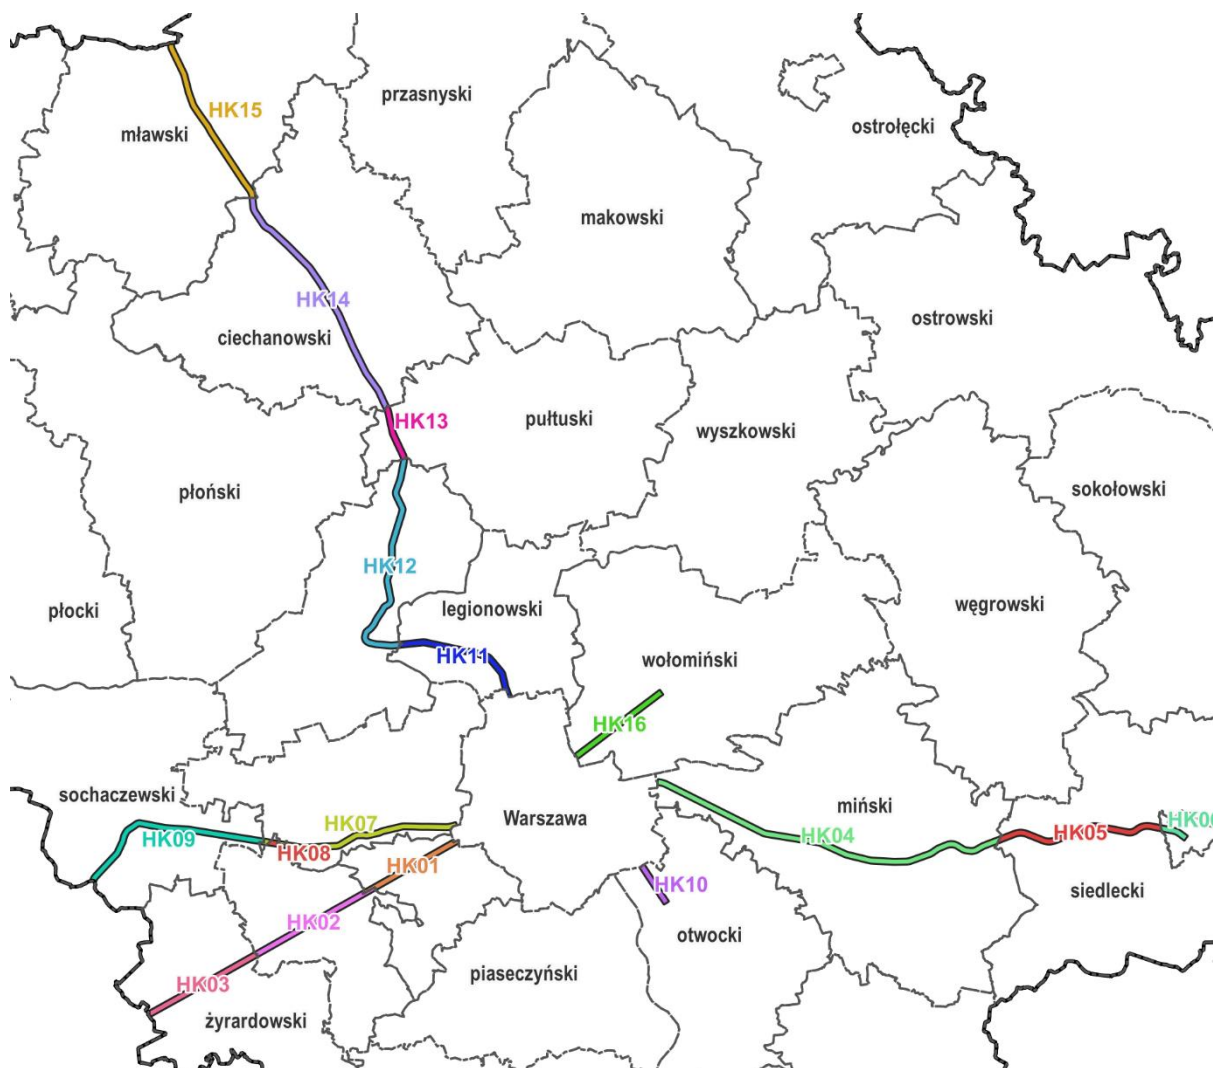 przasnyski
HK15
mławski
ostrołęcki
makowski
HK14
ciechanowski
ostrowski
HK13
pułtuski
wyszkowski
płoński
sokołowski
HK12
płocki
legionowski
węgrowski
HK11
wołomiński
HK16
sochaczewski
HK07
Warszawa
miński
HK06
HK09
HK08
HK04
HK05
HK01
HK10
siedlecki
HK02
otwocki
piaseczyński
HK03
żyrardowski